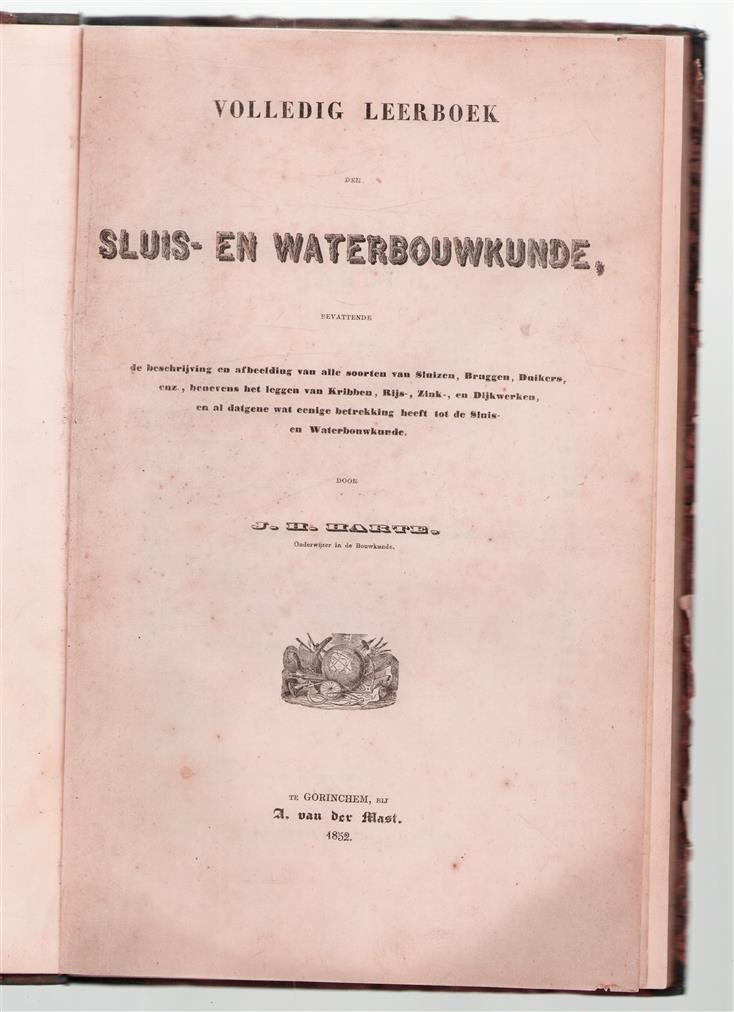 VOLLEDIG LEERBOEK
DER
SLUIS- EN WATERBOUWKUNDE,
BEVATTENDE
de beschrijving en afbeelding van alle soorten van Sluizen, Bruggen, Duikers,
enz., benevens het leggen van Kribben, Rijs-, Zink-, en Dijkwerken,
en al datgene wat eenige betrekking heeft tot de Sluis-
en Waterbouwkunde.
DOOR
J. H. HARTE.
Onderwijzer in de Bouwkunde.
TE GORINCHEM, BIJ
A. van der Mast.
1852.